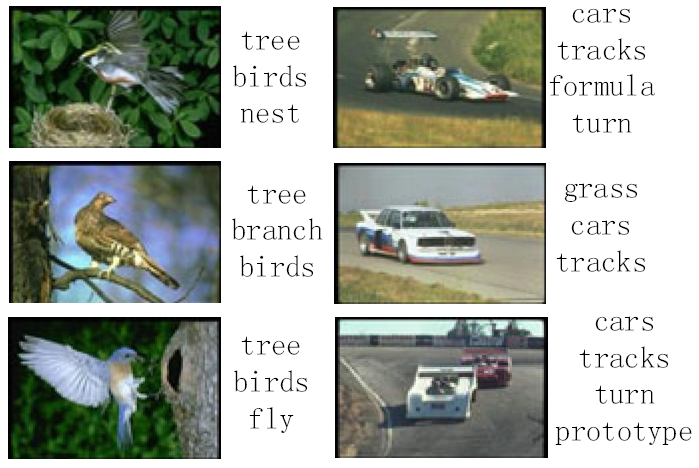 tree
birds
nest
cars
tracks
formula
turn
tree
branch
birds
grass
cars
tracks
tree
birds
fly
cars
tracks
turn
prototype